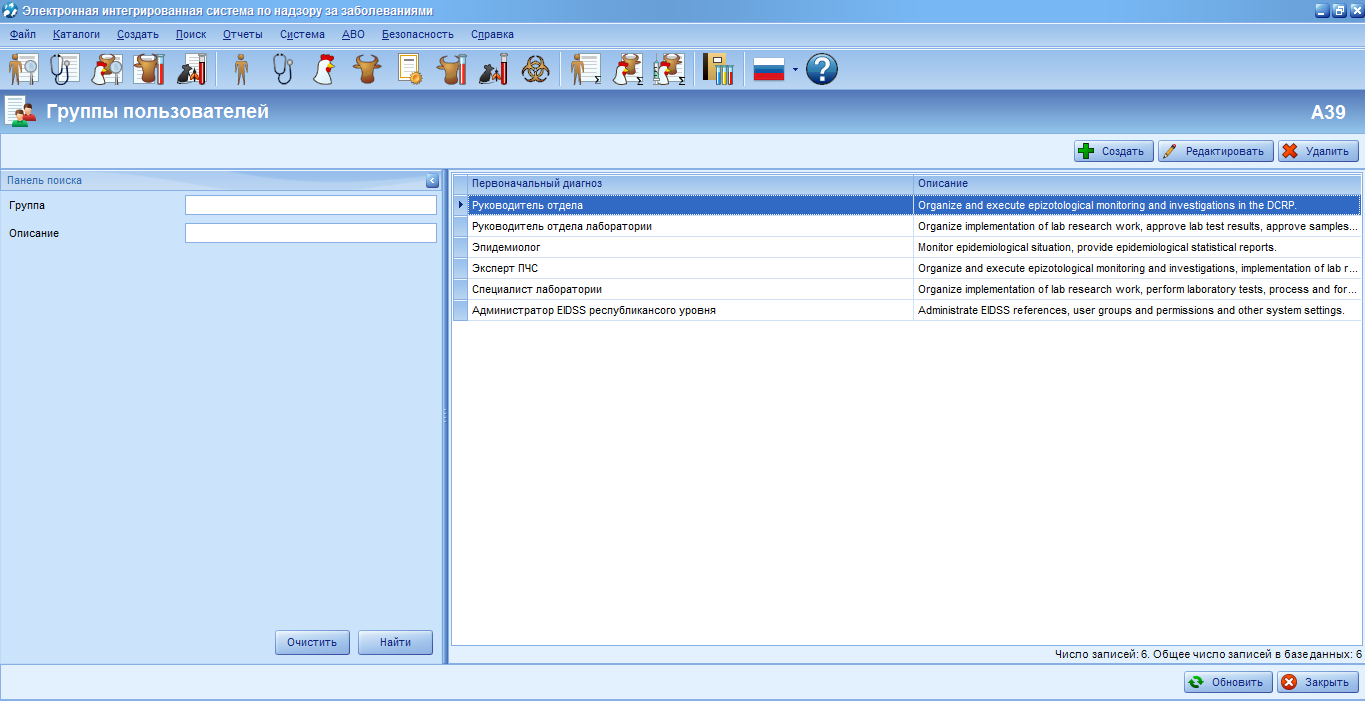 Электронная интегрированная система по надзору за заболеваниями
Файл Каталоги Создать Поиск Отчеты Система АВО Безопасность Справка
Группы пользователей A39
Создать Редактировать Удалить
Панель поиска
Группа
Описание
Очистить Найти
Первоначальный диагноз Описание
Руководитель отдела Organize and execute epizotological monitoring and investigations in the DCRP.
Руководитель отдела лаборатории Organize implementation of lab research work, approve lab test results, approve samples...
Эпидемиолог Monitor epidemiological situation, provide epidemiological statistical reports.
Эксперт ПЧС Organize and execute epizotological monitoring and investigations, implementation of lab r...
Специалист лаборатории Organize implementation of lab research work, perform laboratory tests, process and for...
Администратор EIDSS республикансого уровня Administrate EIDSS references, user groups and permissions and other system settings.
Число записей: 6. Общее число записей в базе данных: 6
Обновить Закрыть